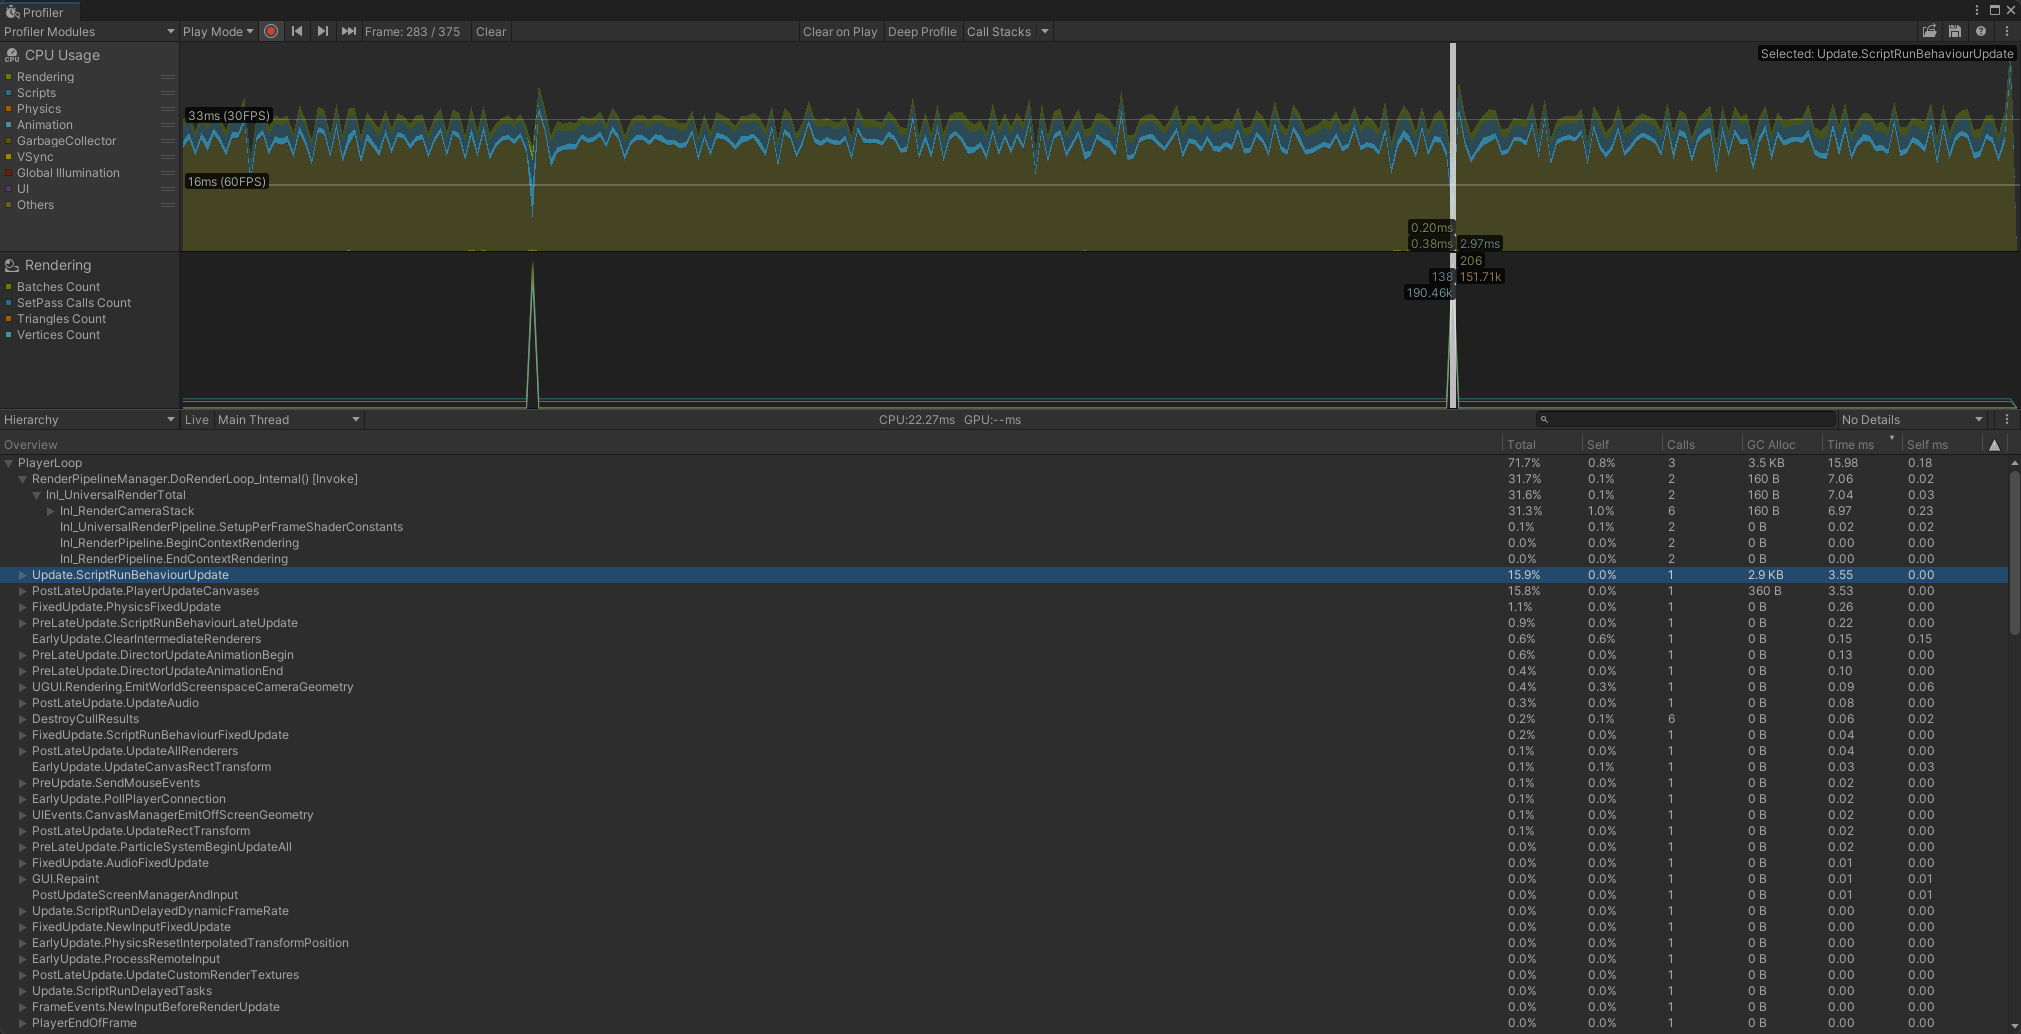 Profiler
Profiler Modules Play Mode Frame: 283 / 375 Clear Clear on Play Deep Profile Call Stacks
CPU Usage
Selected: Update.ScriptRunBehaviourUpdate
Rendering
Scripts
Physics
Animation
GarbageCollector
VSync
Global Illumination
UI
Others
33ms (30FPS)
16ms (60FPS)
0.20ms
0.38ms 2.97ms
206
138 151.71k
190.46k
Rendering
Batches Count
SetPass Calls Count
Triangles Count
Vertices Count
Hierarchy Live Main Thread CPU:22.27ms GPU:--ms No Details
Overview Total Self Calls GC Alloc Time ms Self ms
PlayerLoop 71.7% 0.8% 3 3.5 KB 15.98 0.18
RenderPipelineManager.DoRenderLoop_Internal() [Invoke] 31.7% 0.1% 2 160 B 7.06 0.02
Inl_UniversalRenderTotal 31.6% 0.1% 2 160 B 7.04 0.03
Inl_RenderCameraStack 31.3% 1.0% 6 160 B 6.97 0.23
Inl_UniversalRenderPipeline.SetupPerFrameShaderConstants 0.1% 0.1% 2 0 B 0.02 0.02
Inl_RenderPipeline.BeginContextRendering 0.0% 0.0% 2 0 B 0.00 0.00
Inl_RenderPipeline.EndContextRendering 0.0% 0.0% 2 0 B 0.00 0.00
Update.ScriptRunBehaviourUpdate 15.9% 0.0% 1 2.9 KB 3.55 0.00
PostLateUpdate.PlayerUpdateCanvases 15.8% 0.0% 1 360 B 3.53 0.00
FixedUpdate.PhysicsFixedUpdate 1.1% 0.0% 1 0 B 0.26 0.00
PreLateUpdate.ScriptRunBehaviourLateUpdate 0.9% 0.0% 1 0 B 0.22 0.00
EarlyUpdate.ClearIntermediateRenderers 0.6% 0.6% 1 0 B 0.15 0.15
PreLateUpdate.DirectorUpdateAnimationBegin 0.6% 0.0% 1 0 B 0.13 0.00
PreLateUpdate.DirectorUpdateAnimationEnd 0.4% 0.0% 1 0 B 0.10 0.00
UGUI.Rendering.EmitWorldScreenspaceCameraGeometry 0.4% 0.3% 1 0 B 0.09 0.06
PostLateUpdate.UpdateAudio 0.3% 0.0% 1 0 B 0.08 0.00
DestroyCullResults 0.2% 0.1% 6 0 B 0.06 0.02
FixedUpdate.ScriptRunBehaviourFixedUpdate 0.2% 0.0% 1 0 B 0.04 0.00
PostLateUpdate.UpdateAllRenderers 0.1% 0.0% 1 0 B 0.04 0.00
EarlyUpdate.UpdateCanvasRectTransform 0.1% 0.1% 1 0 B 0.03 0.03
PreUpdate.SendMouseEvents 0.1% 0.0% 1 0 B 0.02 0.00
EarlyUpdate.PollPlayerConnection 0.1% 0.0% 1 0 B 0.02 0.00
UIEvents.CanvasManagerEmitOffScreenGeometry 0.1% 0.0% 1 0 B 0.02 0.00
PostLateUpdate.UpdateRectTransform 0.1% 0.0% 1 0 B 0.02 0.00
PreLateUpdate.ParticleSystemBeginUpdateAll 0.0% 0.0% 1 0 B 0.02 0.00
FixedUpdate.AudioFixedUpdate 0.0% 0.0% 1 0 B 0.01 0.00
GUI.Repaint 0.0% 0.0% 1 0 B 0.01 0.01
PostUpdateScreenManagerAndInput 0.0% 0.0% 1 0 B 0.01 0.01
Update.ScriptRunDelayedDynamicFrameRate 0.0% 0.0% 1 0 B 0.00 0.00
FixedUpdate.NewInputFixedUpdate 0.0% 0.0% 1 0 B 0.00 0.00
EarlyUpdate.PhysicsResetInterpolatedTransformPosition 0.0% 0.0% 1 0 B 0.00 0.00
EarlyUpdate.ProcessRemoteInput 0.0% 0.0% 1 0 B 0.00 0.00
PostLateUpdate.UpdateCustomRenderTextures 0.0% 0.0% 1 0 B 0.00 0.00
Update.ScriptRunDelayedTasks 0.0% 0.0% 1 0 B 0.00 0.00
FrameEvents.NewInputBeforeRenderUpdate 0.0% 0.0% 1 0 B 0.00 0.00
PlayerEndOfFrame 0.0% 0.0% 1 0 B 0.00 0.00